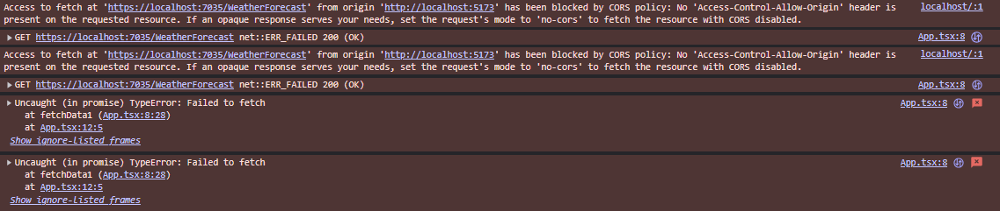 Access to fetch at 'https://localhost:7035/WeatherForecast' from origin 'http://localhost:5173' has been blocked by CORS policy: No 'Access-Control-Allow-Origin' header is localhost/:1
present on the requested resource. If an opaque response serves your needs, set the request's mode to 'no-cors' to fetch the resource with CORS disabled.
GET https://localhost:7035/WeatherForecast net::ERR_FAILED 200 (OK) App.tsx:8
Access to fetch at 'https://localhost:7035/WeatherForecast' from origin 'http://localhost:5173' has been blocked by CORS policy: No 'Access-Control-Allow-Origin' header is localhost/:1
present on the requested resource. If an opaque response serves your needs, set the request's mode to 'no-cors' to fetch the resource with CORS disabled.
GET https://localhost:7035/WeatherForecast net::ERR_FAILED 200 (OK) App.tsx:8
Uncaught (in promise) TypeError: Failed to fetch App.tsx:8
at fetchData1 (App.tsx:8:28)
at App.tsx:12:5
Show ignore-listed frames
Uncaught (in promise) TypeError: Failed to fetch App.tsx:8
at fetchData1 (App.tsx:8:28)
at App.tsx:12:5
Show ignore-listed frames